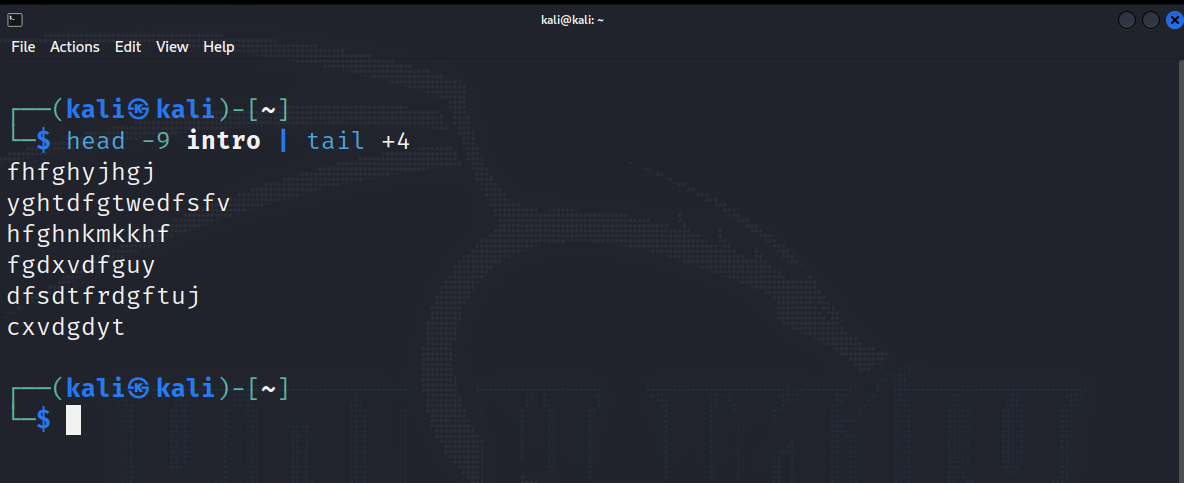 kali@kali: ~
File Actions Edit View Help
┌──(kali㉿kali)-[~]
└─$ head -9 intro | tail +4
fhfghyjhgj
yghtdfgtwedfsfv
hfghnkmkkhf
fgdxvdfguy
dfsdtfrdgftuj
cxvdgdyt
┌──(kali㉿kali)-[~]
└─$